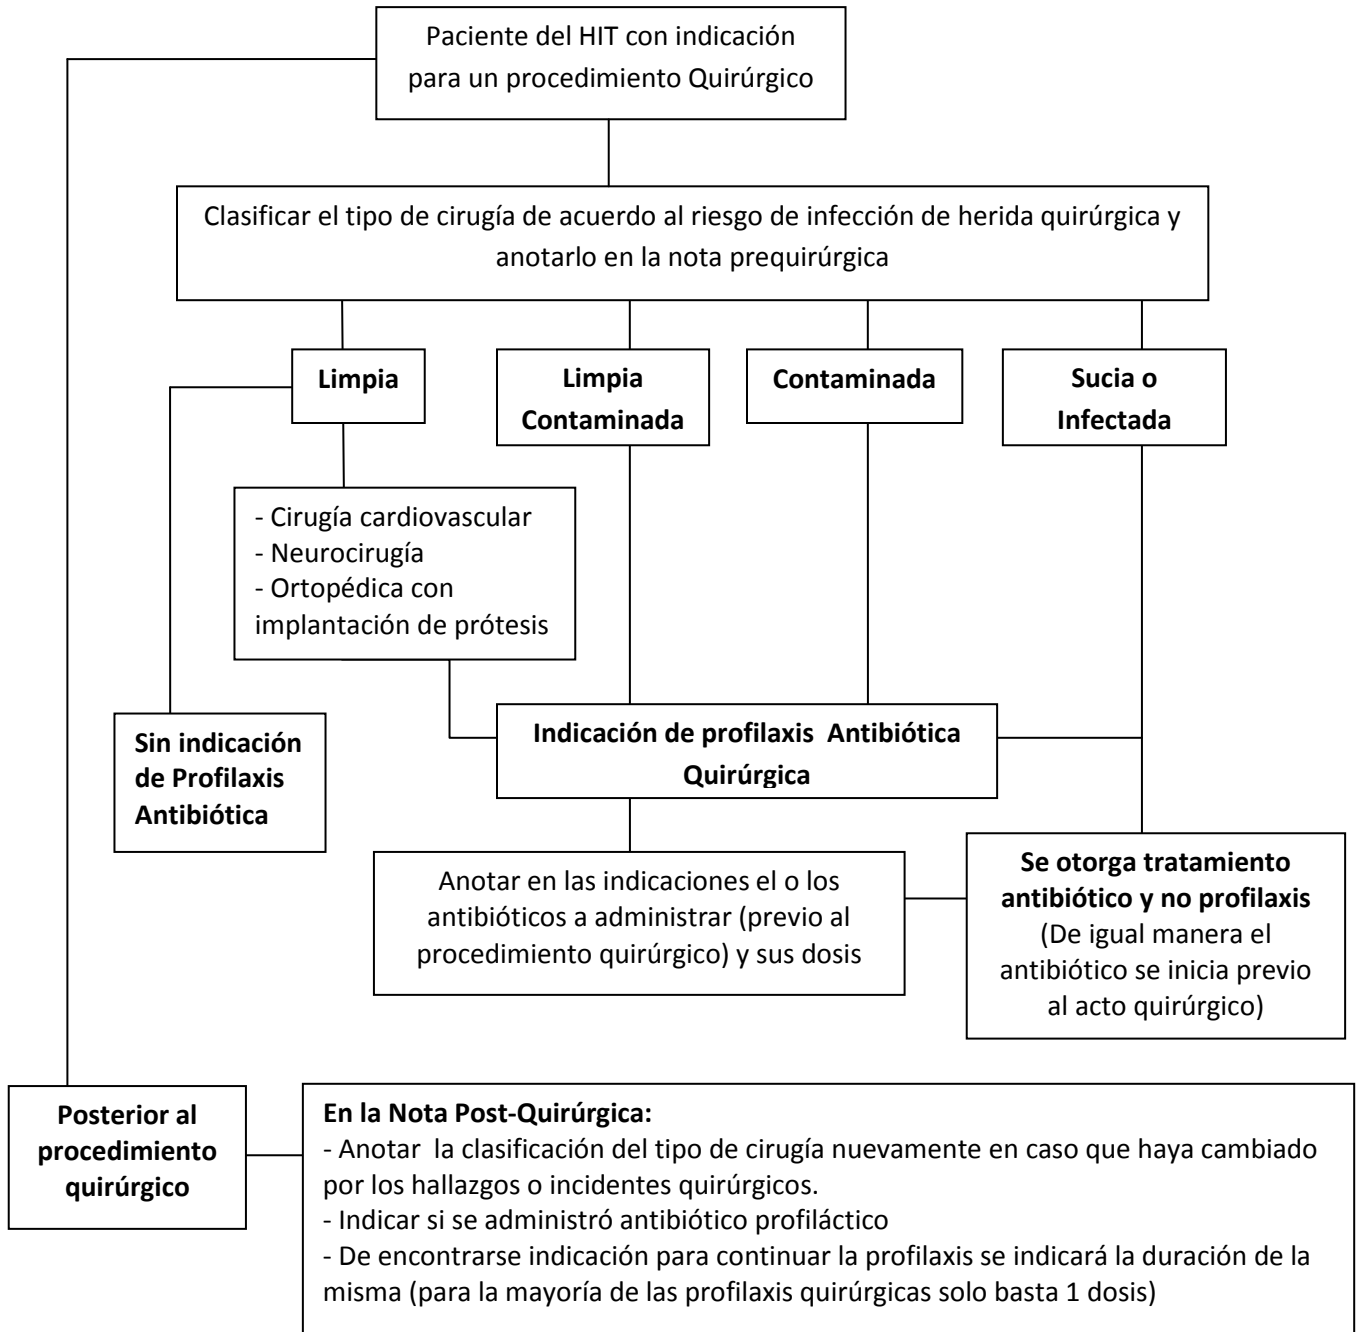 Paciente del HIT con indicación
para un procedimiento Quirúrgico
Clasificar el tipo de cirugía de acuerdo al riesgo de infección de herida quirúrgica y
anotarlo en la nota prequirúrgica
Limpia
Limpia
Contaminada
Contaminada
Sucia o
Infectada
- Cirugía cardiovascular
- Neurocirugía
- Ortopédica con
implantación de prótesis
Sin indicación
de Profilaxis
Antibiótica
Indicación de profilaxis Antibiótica
Quirúrgica
Anotar en las indicaciones el o los
antibióticos a administrar (previo al
procedimiento quirúrgico) y sus dosis
Se otorga tratamiento
antibiótico y no profilaxis
(De igual manera el
antibiótico se inicia previo
al acto quirúrgico)
Posterior al
procedimiento
quirúrgico
En la Nota Post-Quirúrgica:
- Anotar la clasificación del tipo de cirugía nuevamente en caso que haya cambiado
por los hallazgos o incidentes quirúrgicos.
- Indicar si se administró antibiótico profiláctico
- De encontrarse indicación para continuar la profilaxis se indicará la duración de la
misma (para la mayoría de las profilaxis quirúrgicas solo basta 1 dosis)